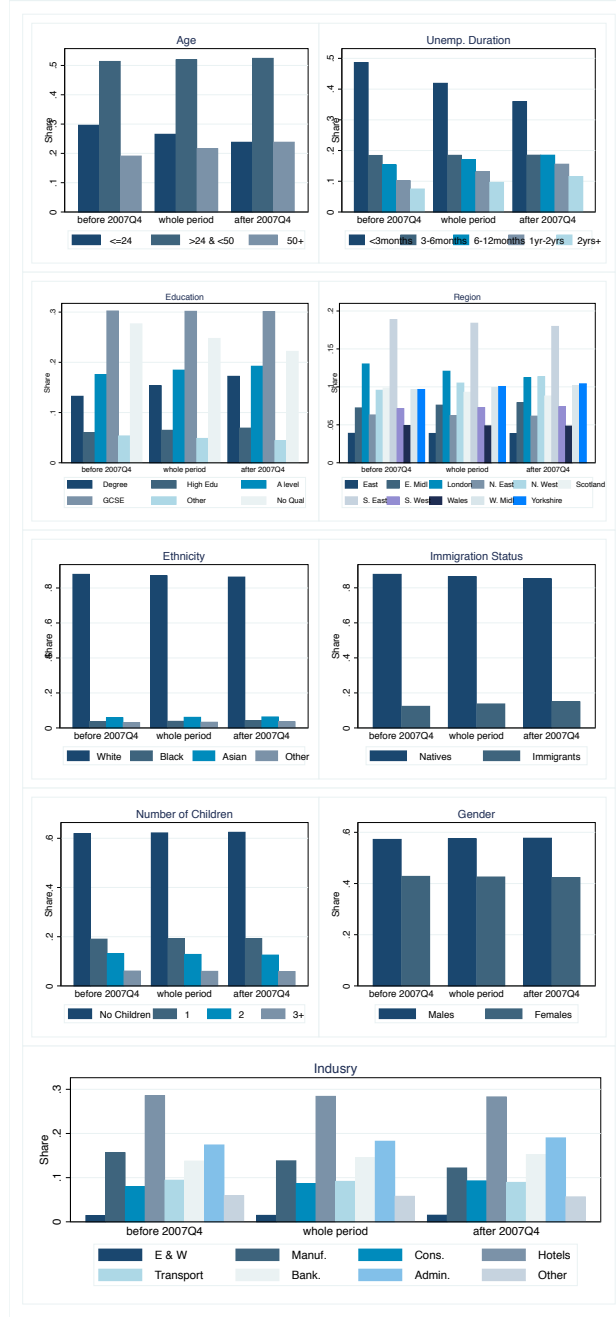 Age
Share
0 .1 .2 .3 .4 .5
before 2007Q4 whole period after 2007Q4
<=24 >24 & <50 50+
Unemp. Duration
Share
0 .1 .2 .3 .4 .5
before 2007Q4 whole period after 2007Q4
<3months 3-6months 6-12months 1yr-2yrs 2yrs+
Education
Share
0 .1 .2 .3
before 2007Q4 whole period after 2007Q4
Degree High Edu A level
GCSE Other No Qual
Region
Share
0 .05 .1 .15 .2
before 2007Q4 whole period after 2007Q4
East E. Midl London N. East N. West Scotland
S. East S. West Wales W. Midl Yorkshire
Ethnicity
Share
0 .2 .4 .6 .8
before 2007Q4 whole period after 2007Q4
White Black Asian Other
Immigration Status
Share
0 .2 .4 .6 .8
before 2007Q4 whole period after 2007Q4
Natives Immigrants
Number of Children
Share
0 .2 .4 .6
before 2007Q4 whole period after 2007Q4
No Children 1 2 3+
Gender
Share
0 .2 .4 .6
before 2007Q4 whole period after 2007Q4
Males Females
Indusry
Share
0 .1 .2 .3
before 2007Q4 whole period after 2007Q4
E & W Manuf. Cons. Hotels
Transport Bank. Admin. Other